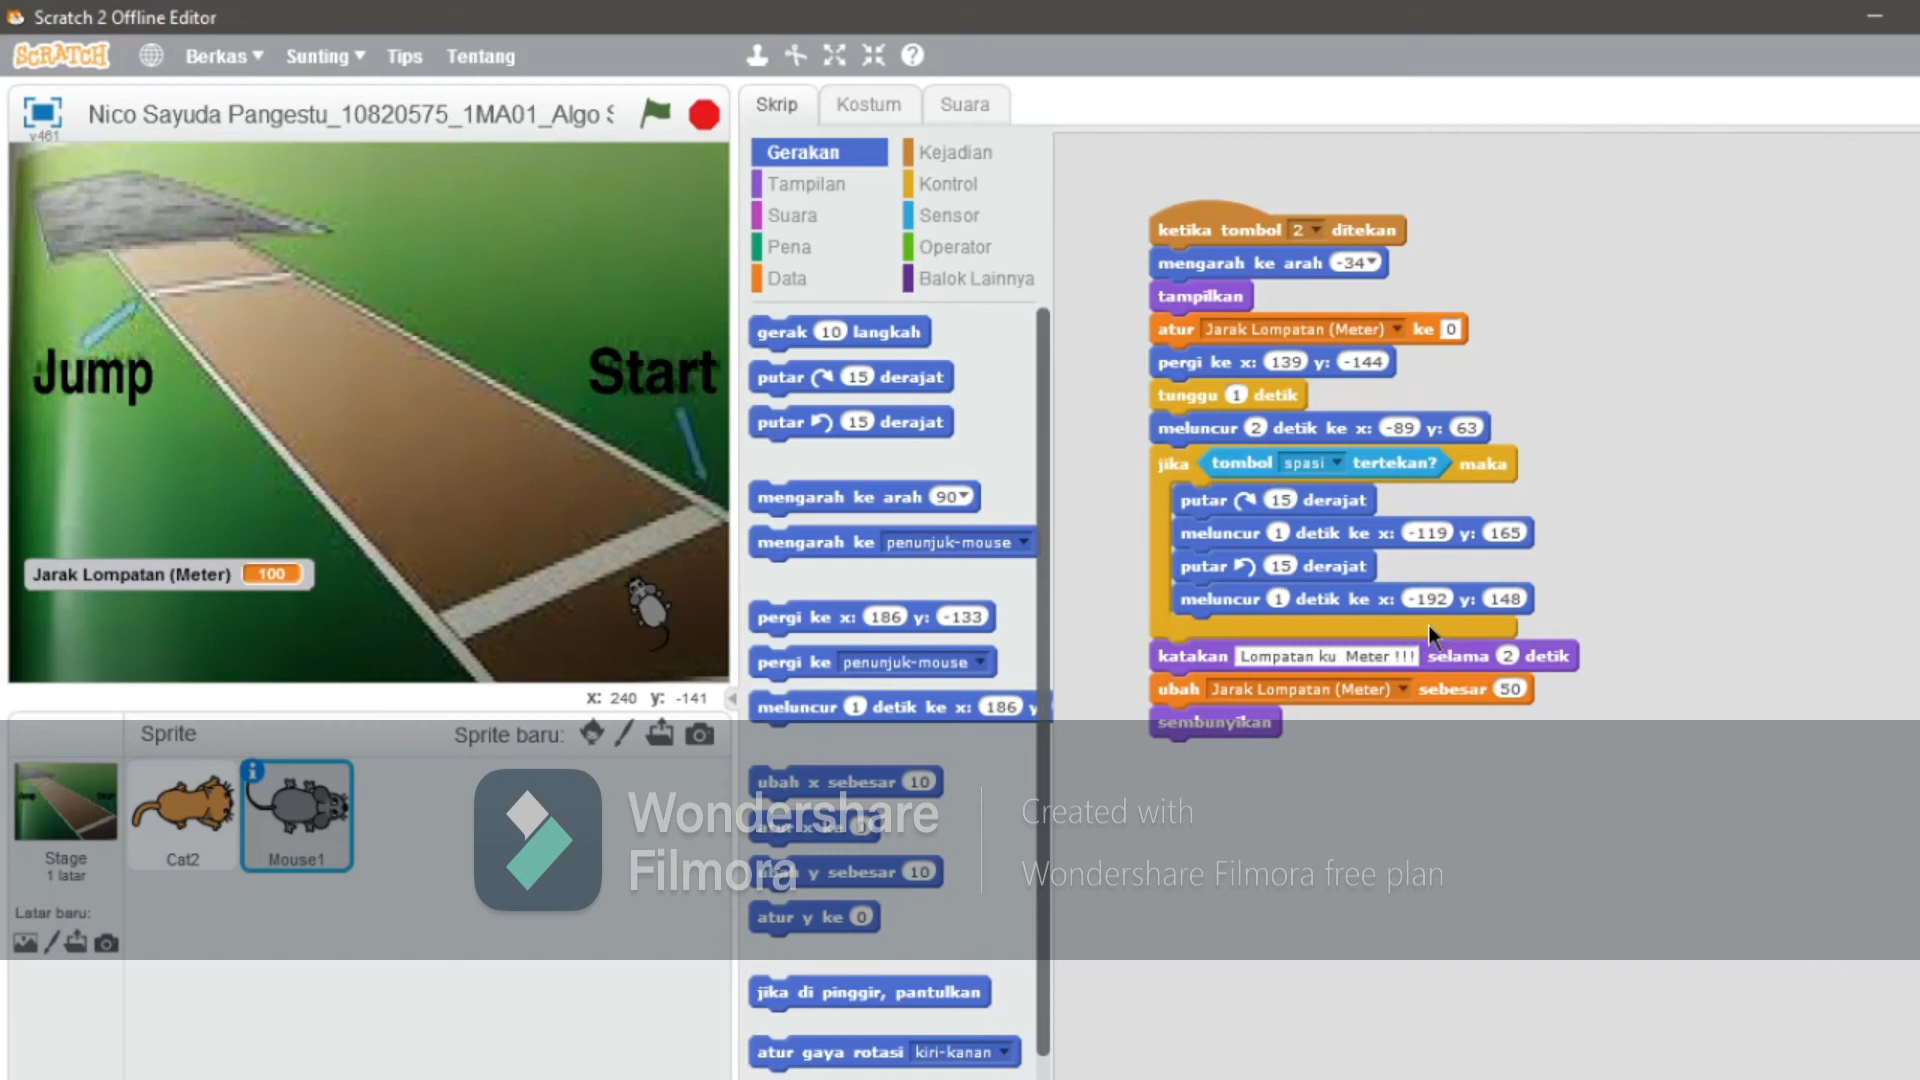 Scratch 2 Offline Editor
SCRATCH Berkas Sunting Tips Tentang
v461 Nico Sayuda Pangestu_10820575_1MA01_Algo S
Jump
Start
Jarak Lompatan (Meter) 100
x: 240 y: -141
Sprite Sprite baru:
Stage
1 latar
Latar baru:
Cat2
Mouse1
Skrip Kostum Suara
Gerakan Kejadian
Tampilan Kontrol
Suara Sensor
Pena Operator
Data Balok Lainnya
gerak 10 langkah
putar 15 derajat
putar 15 derajat
mengarah ke arah 90
mengarah ke penunjuk-mouse
pergi ke x: 186 y: -133
pergi ke penunjuk-mouse
meluncur 1 detik ke x: 186 y
ubah x sebesar 10
atur x ke 0
ubah y sebesar 10
atur y ke 0
jika di pinggir, pantulkan
atur gaya rotasi kiri-kanan
ketika tombol 2 ditekan
mengarah ke arah -34
tampilkan
atur Jarak Lompatan (Meter) ke 0
pergi ke x: 139 y: -144
tunggu 1 detik
meluncur 2 detik ke x: -89 y: 63
jika tombol spasi tertekan? maka
putar 15 derajat
meluncur 1 detik ke x: -119 y: 165
putar 15 derajat
meluncur 1 detik ke x: -192 y: 148
katakan Lompatan ku Meter !!! selama 2 detik
ubah Jarak Lompatan (Meter) sebesar 50
sembunyikan
Wondershare
Filmora
Created with
Wondershare Filmora free plan